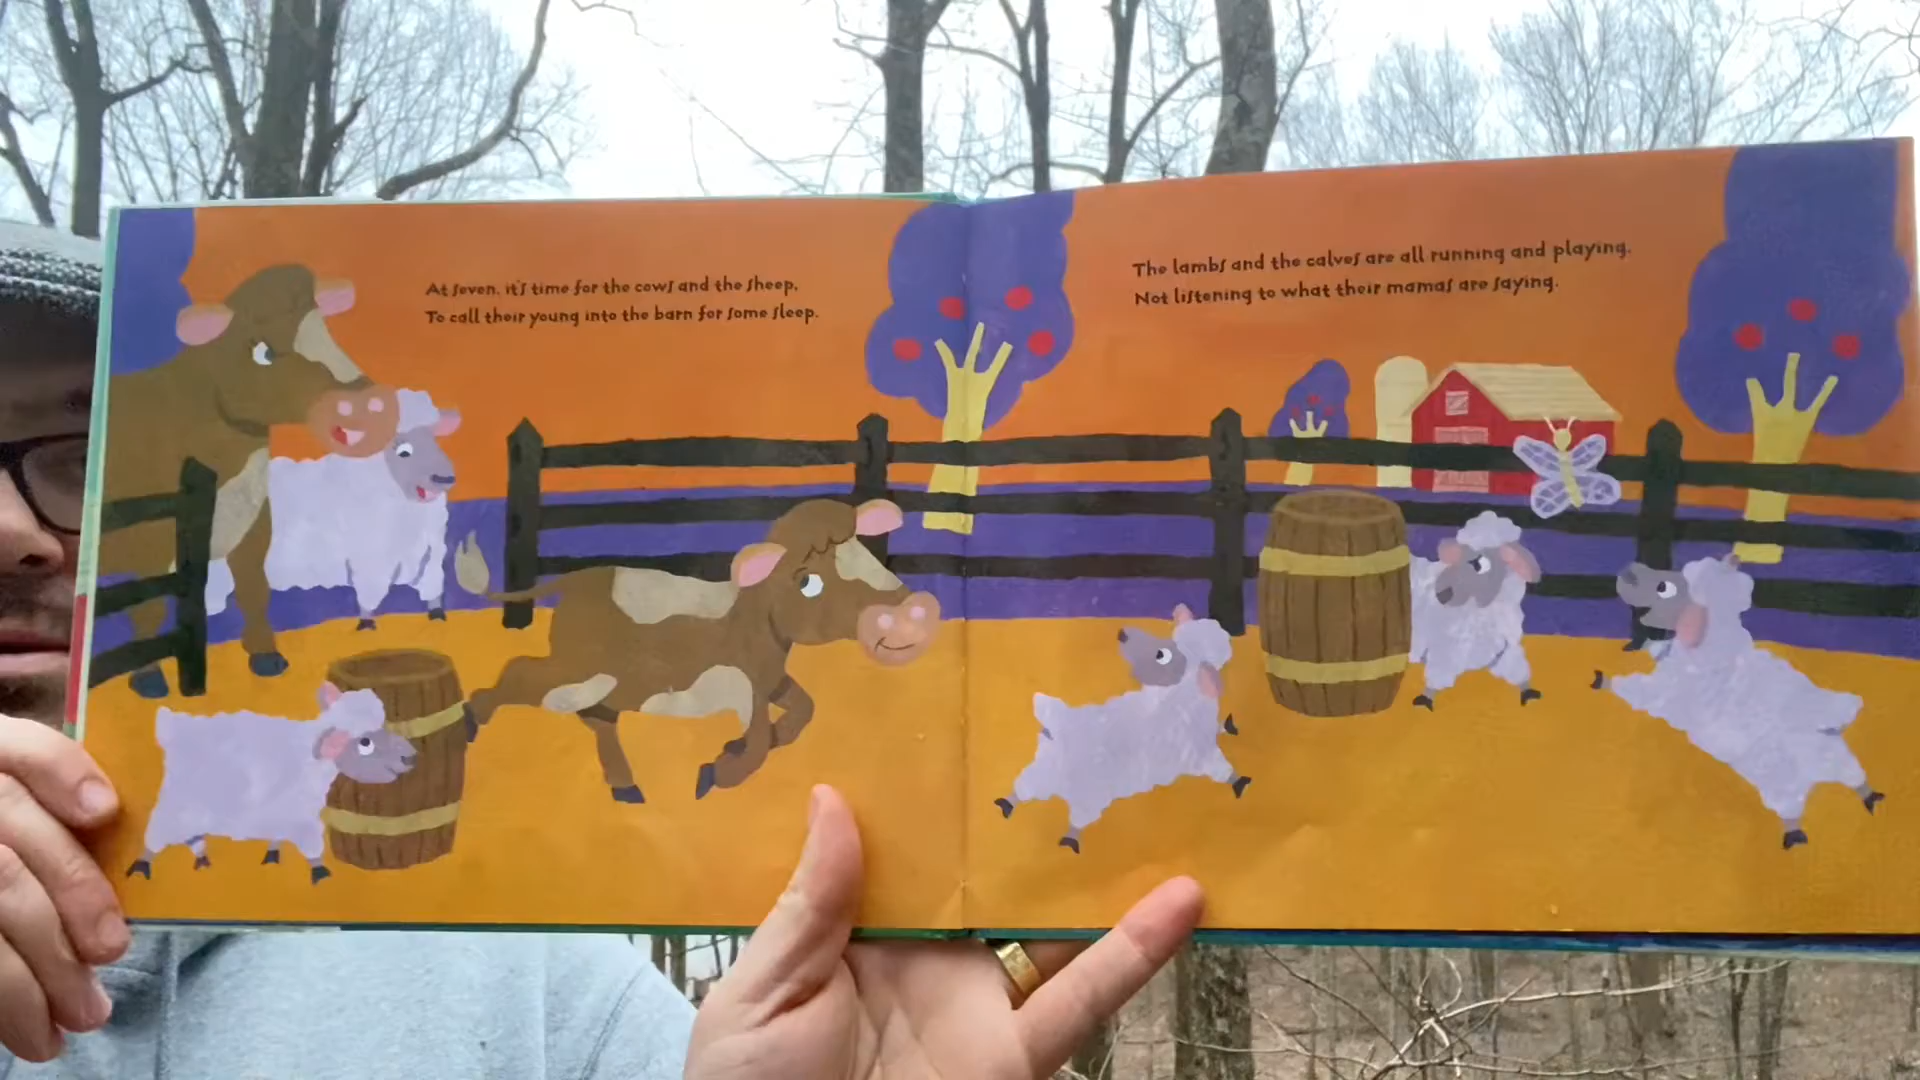 At seven, it's time for the cows and the sheep,
To call their young into the barn for some sleep.
The lambs and the calves are all running and playing.
Not listening to what their mamas are saying.